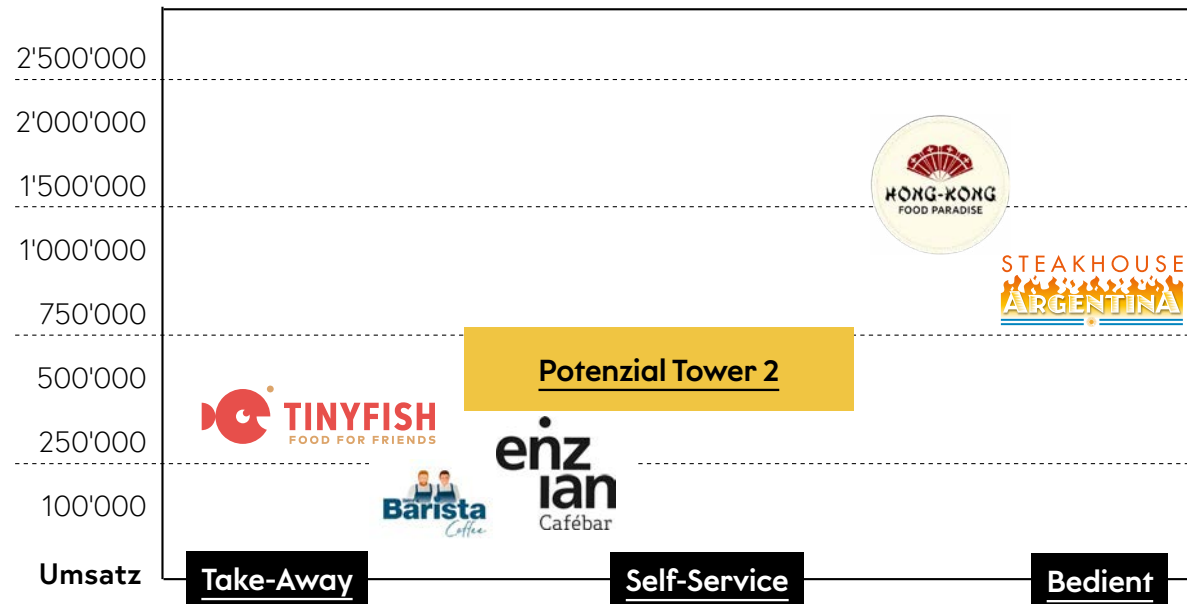 2'500'000
2'000'000
1'500'000
1'000'000
750'000
500'000
250'000
100'000
HONG-KONG
FOOD PARADISE
STEAKHOUSE
ARGENTINA
Potenzial Tower 2
TINYFISH
FOOD FOR FRIENDS
enz
ian
Cafébar
Barista
Coffee
Umsatz
Take-Away
Self-Service
Bedient